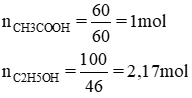 nCH3COOH = 60/60 = 1mol
nC2H5OH = 100/46 = 2,17mol